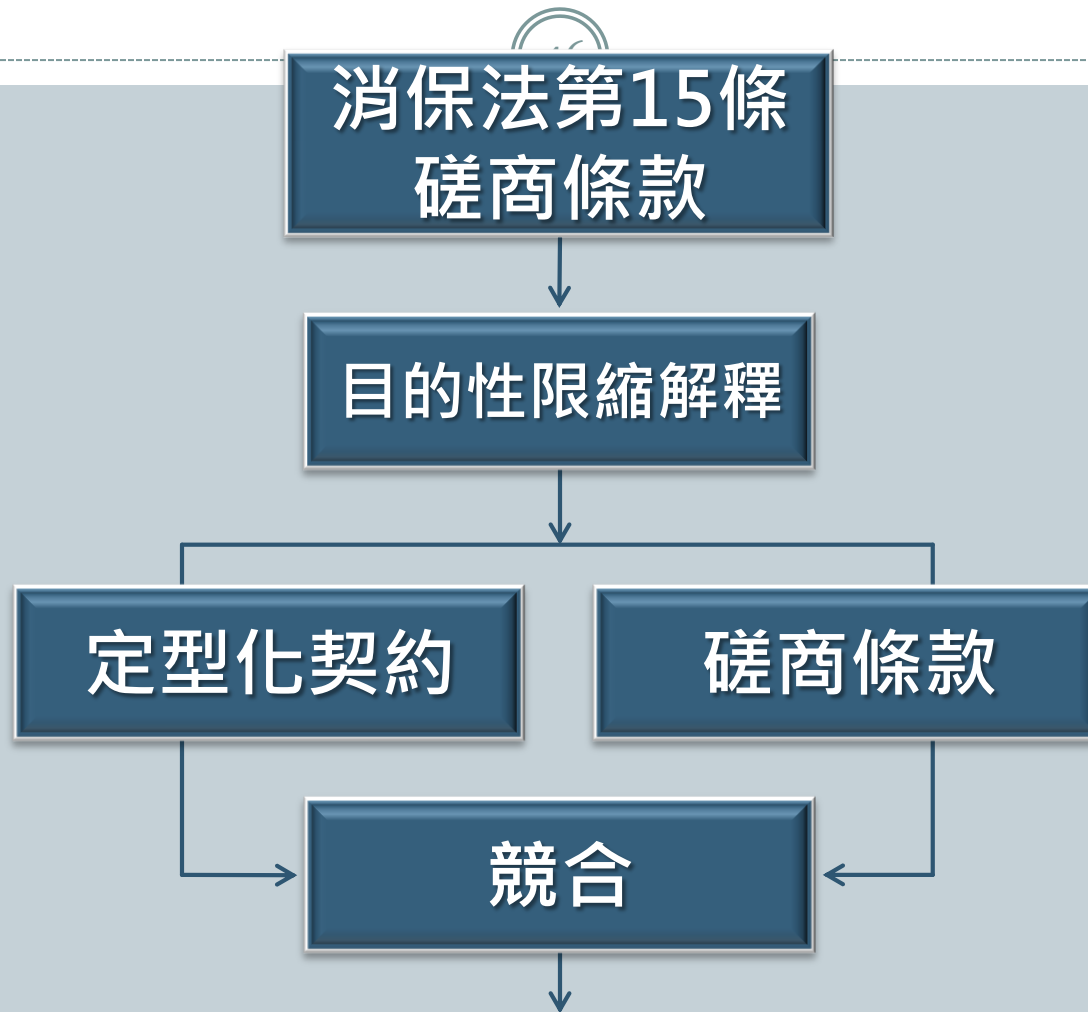 消保法第15條
磋商條款
目的性限縮解釋
定型化契約
磋商條款
競合